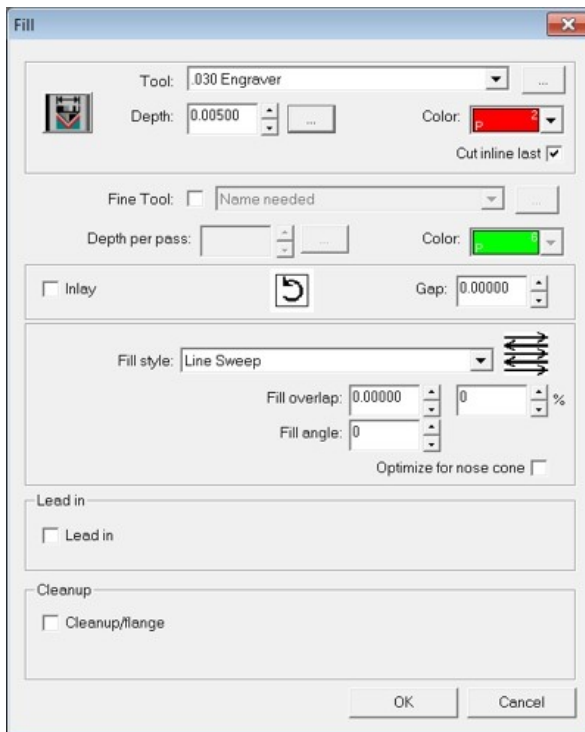 Fill
Tool: .030 Engraver ...
Depth: 0.00500 ... Color: 2 P
Cut inline last
Fine Tool: Name needed ...
Depth per pass: ... Color: 6 P
Inlay Gap: 0.00000
Fill style: Line Sweep
Fill overlap: 0.00000 0 %
Fill angle: 0
Optimize for nose cone
Lead in
Lead in
Cleanup
Cleanup/flange
OK Cancel